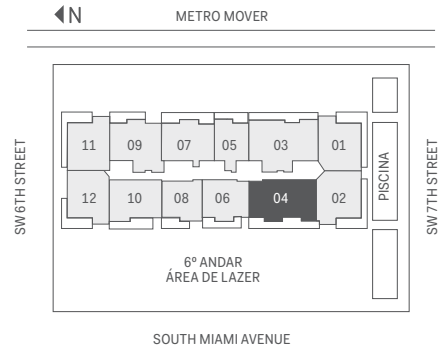 N
METRO MOVER
SW 6TH STREET
11
09
07
05
03
01
12
10
08
06
04
02
PISCINA
SW 7TH STREET
6º ANDAR
ÁREA DE LAZER
SOUTH MIAMI AVENUE